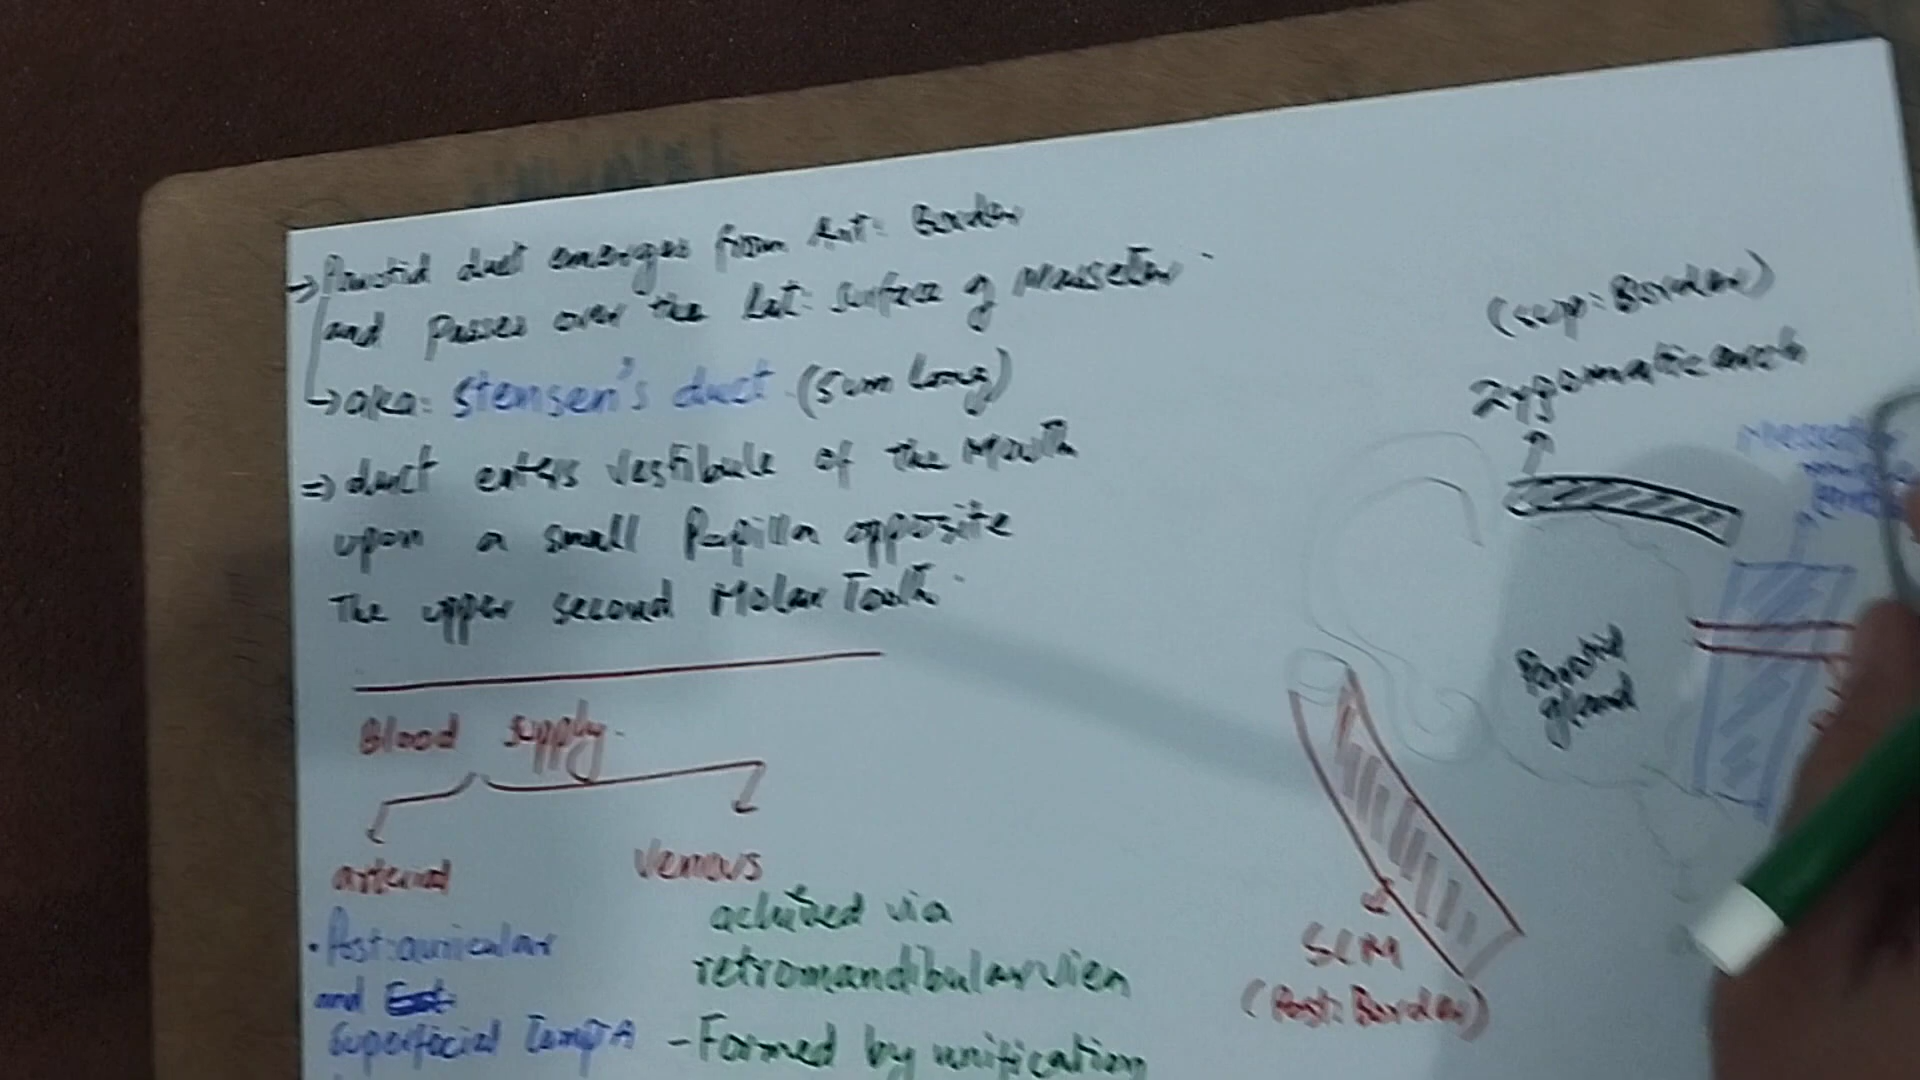 → Parotid duct emerges from Ant: Border
and Passes over the Lat: Surface of Masseter.
→ aka: Stensen's duct (5cm Long)
⇒ duct enters Vestibule of the Mouth
upon a small Papilla opposite
The upper second Molar Tooth.
Blood supply.
arterial
Venous
• Post: auricular
and Ext:
Superfacial Temp A
achived via
retromandibular vien
- Formed by unification
(sup: Border)
Zygomatic arch
Parotid
gland
SCM
(Post: Border)